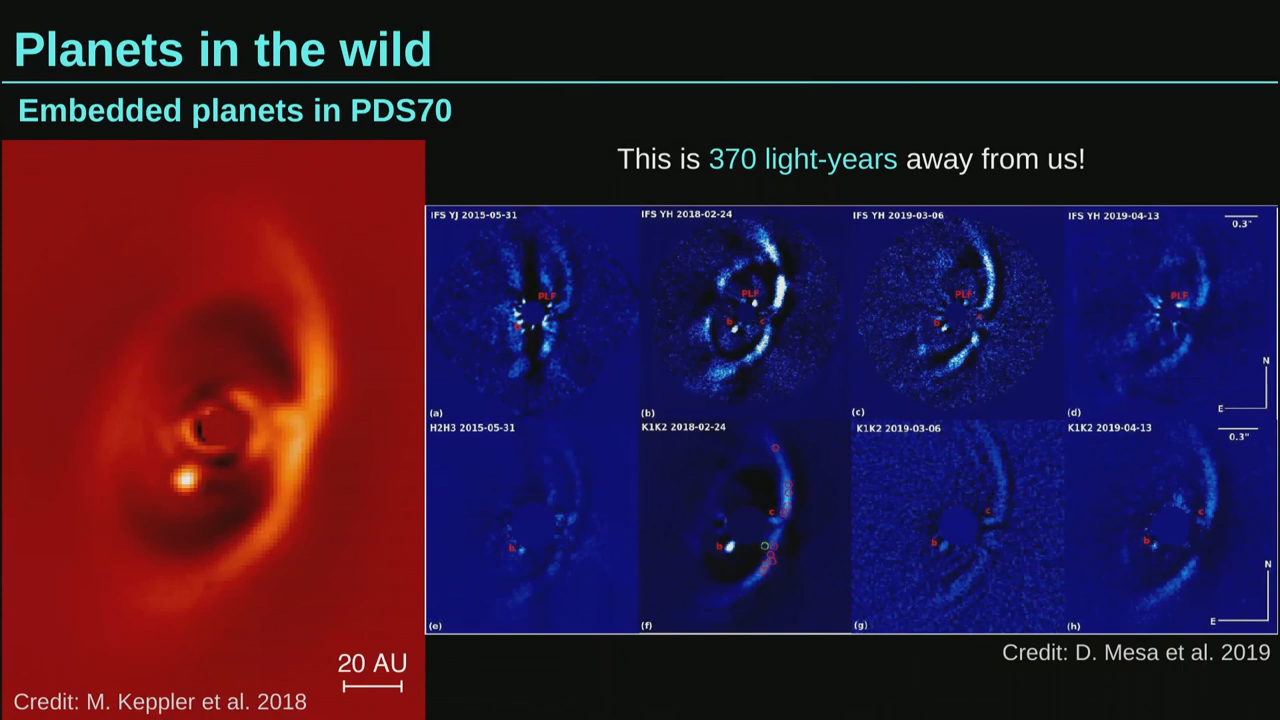 Planets in the wild
Embedded planets in PDS70
This is 370 light-years away from us!
IFS YJ 2015-05-31
IFS YH 2018-02-24
IFS YH 2019-03-06
IFS YH 2019-04-13
0.3"
PLF
PLF
PLF
PLF
b
c
b
N
E
(a)
(b)
(c)
(d)
H2H3 2015-05-31
K1K2 2018-02-24
K1K2 2019-03-06
K1K2 2019-04-13
0.3"
c
c
c
b
b
b
b
N
E
(e)
(f)
(g)
(h)
20 AU
Credit: D. Mesa et al. 2019
Credit: M. Keppler et al. 2018